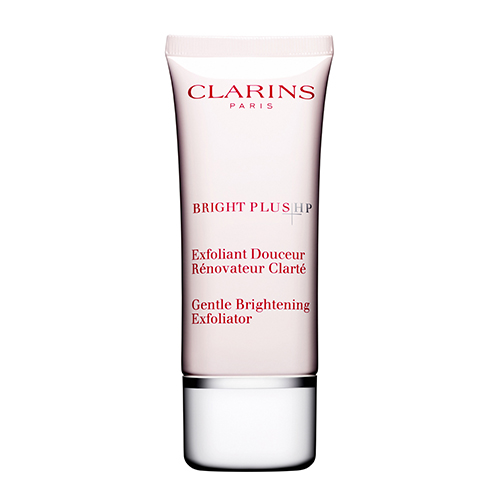 CLARINS
PARIS
BRIGHT PLUS HP
Exfoliant Douceur
Rénovateur Clarté
Gentle Brightening
Exfoliator